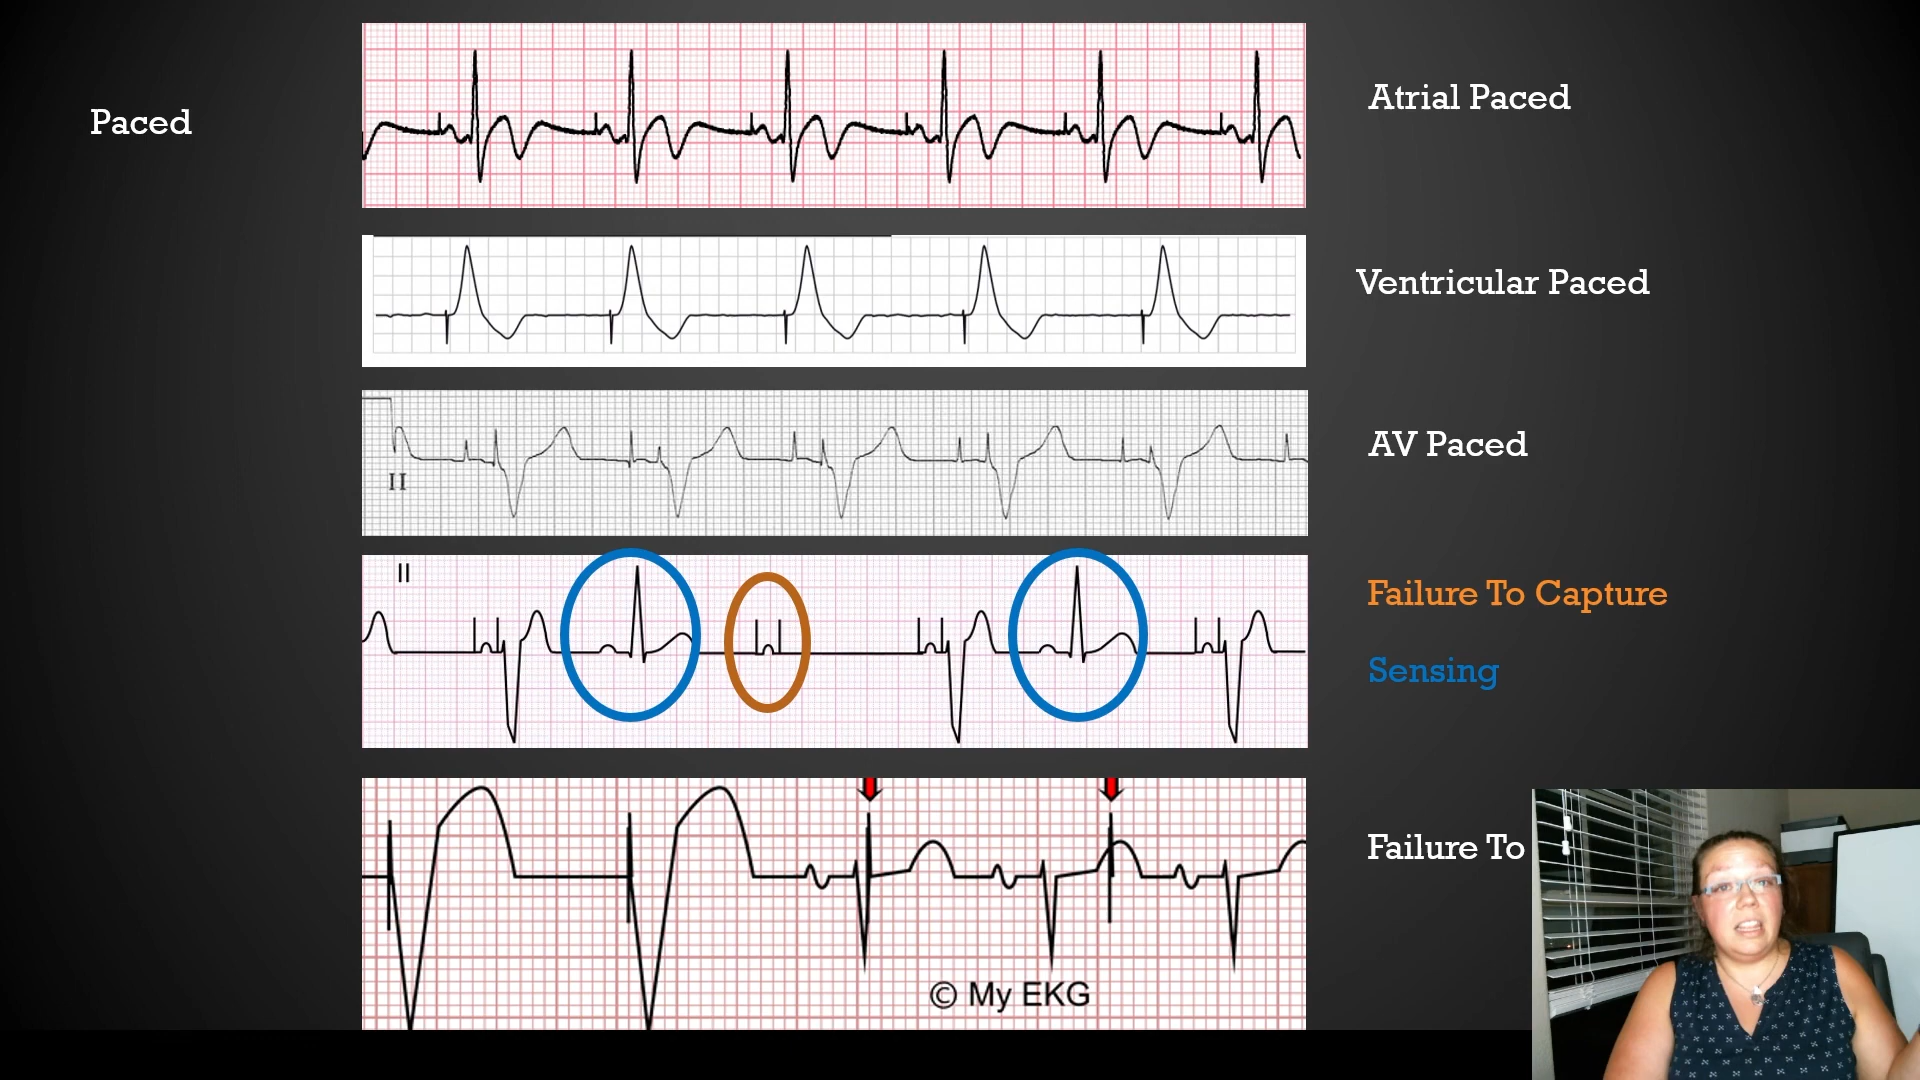 Paced
Atrial Paced
Ventricular Paced
II
AV Paced
II
Failure To Capture
Sensing
Failure To
© My EKG